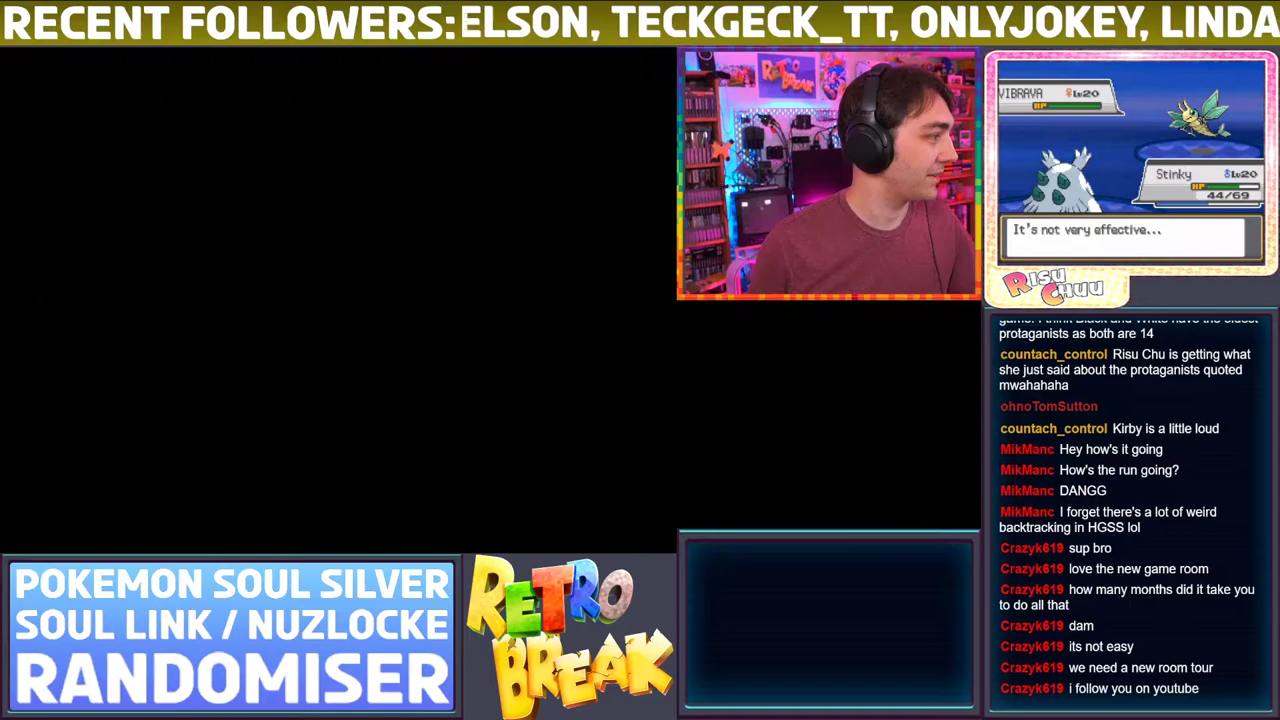 RECENT FOLLOWERS: ELSON, TECKGECK_TT, ONLYJOKEY, LINDA
VIBRAVA ♀Lv20
HP
Stinky ♂Lv20
HP
44/69
It's not very effective...
RISU
CHUU
protaganists as both are 14
countach_control Risu Chu is getting what
she just said about the protaganists quoted
mwahahaha
ohnoTomSutton
countach_control Kirby is a little loud
MikManc Hey how's it going
MikManc How's the run going?
MikManc DANGG
MikManc I forget there's a lot of weird
backtracking in HGSS lol
Crazyk619 sup bro
Crazyk619 love the new game room
Crazyk619 how many months did it take you
to do all that
Crazyk619 dam
Crazyk619 its not easy
Crazyk619 we need a new room tour
Crazyk619 i follow you on youtube
POKEMON SOUL SILVER
SOUL LINK / NUZLOCKE
RANDOMISER
RETRO
BREAK